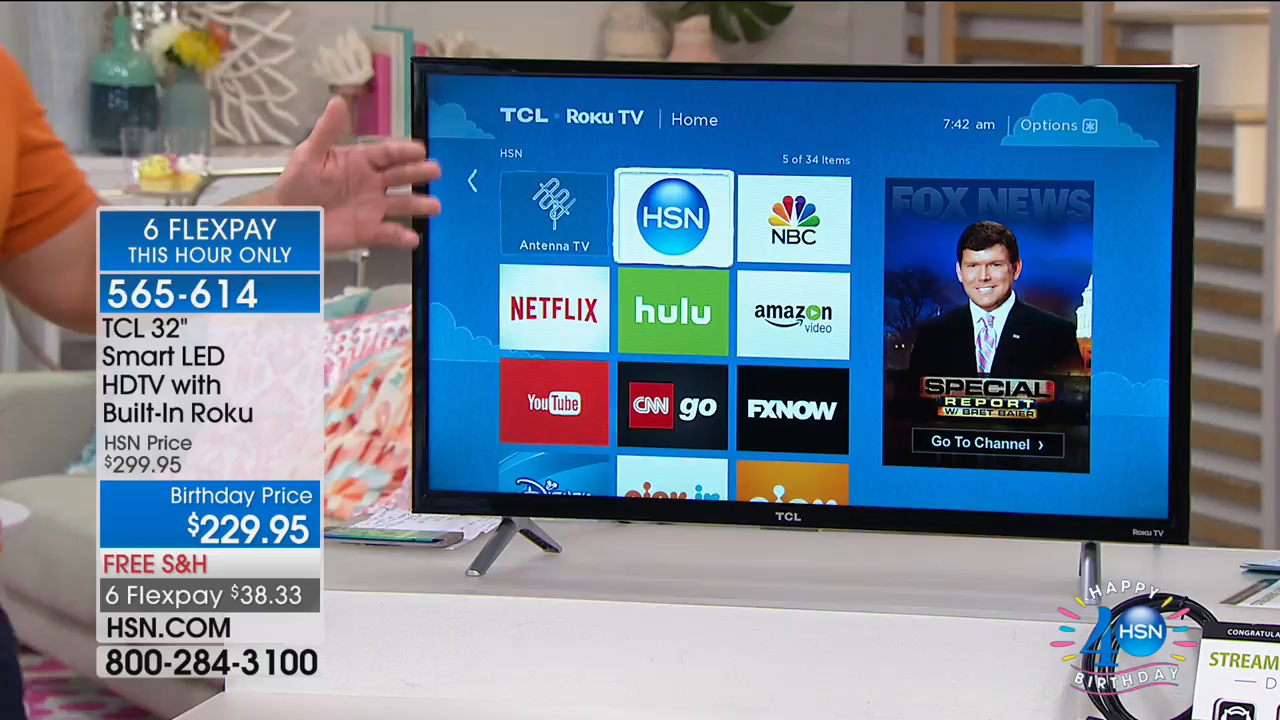 6 FLEXPAY
THIS HOUR ONLY
565-614
TCL 32"
Smart LED
HDTV with
Built-In Roku
HSN Price
$299.95
Birthday Price
$229.95
FREE S&H
6 Flexpay $38.33
HSN.COM
800-284-3100
TCL • Roku TV | Home
7:42 am | Options
HSN
5 of 34 Items
Antenna TV
HSN
NBC
NETFLIX
hulu
amazon
video
YouTube
CNN go
FXNOW
FOX NEWS
SPECIAL
REPORT
W/ BRET BAIER
Go To Channel >
TCL
Roku TV
HAPPY
40
HSN
BIRTHDAY
STREAM